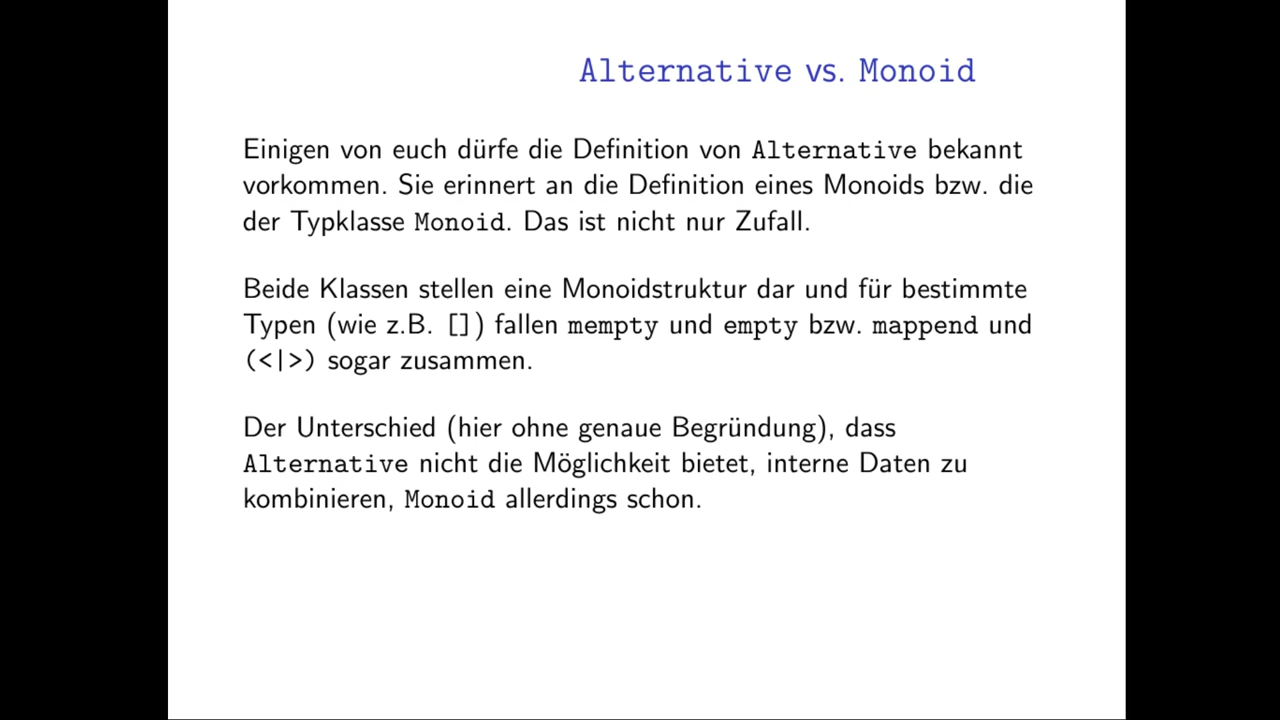 Alternative vs. Monoid
Einigen von euch dürfe die Definition von Alternative bekannt
vorkommen. Sie erinnert an die Definition eines Monoids bzw. die
der Typklasse Monoid. Das ist nicht nur Zufall.
Beide Klassen stellen eine Monoidstruktur dar und für bestimmte
Typen (wie z.B. []) fallen mempty und empty bzw. mappend und
(<|>) sogar zusammen.
Der Unterschied (hier ohne genaue Begründung), dass
Alternative nicht die Möglichkeit bietet, interne Daten zu
kombinieren, Monoid allerdings schon.